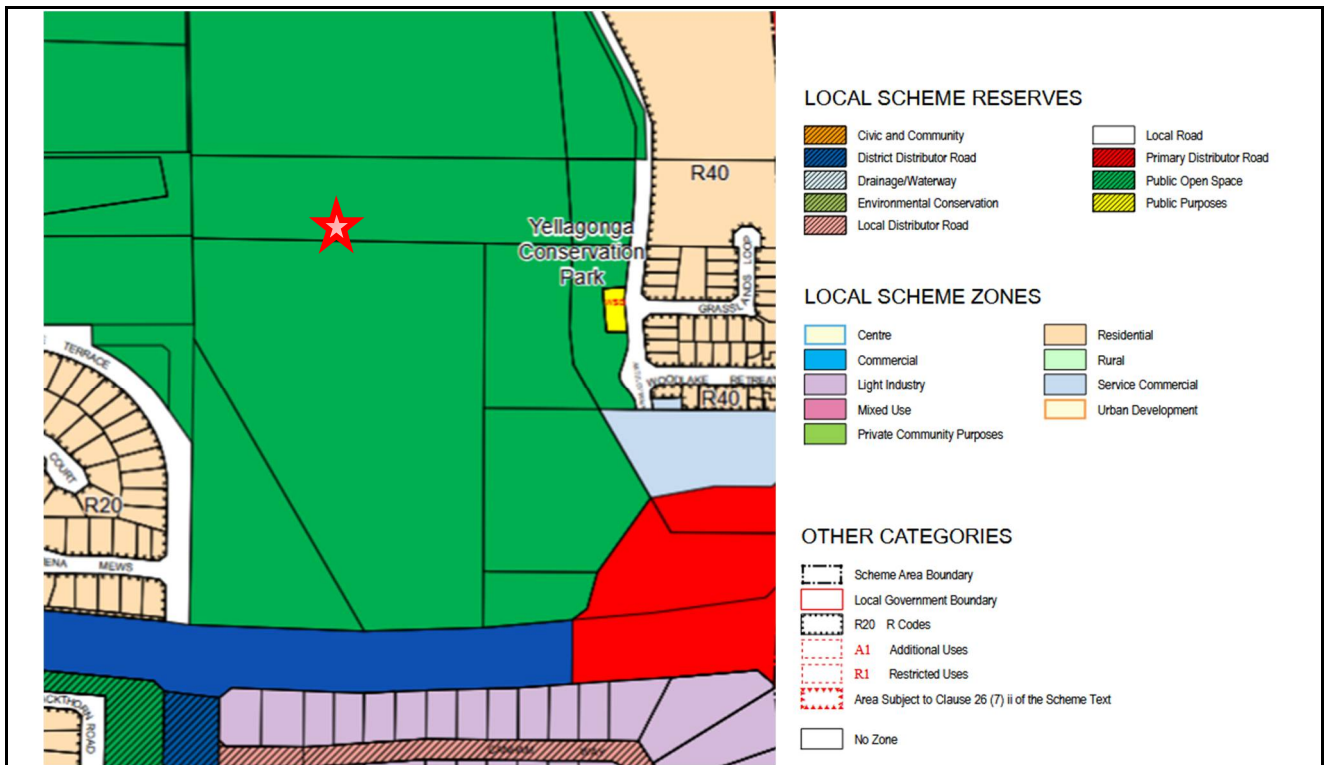 R40
Yellagonga
Conservation
Park
LOOP
GRASSLANDS
WOODLAKE RETREAT
R40
TERRACE
COURT
R20
MEWS
ROAD
WAY
LOCAL SCHEME RESERVES
Civic and Community
District Distributor Road
Drainage/Waterway
Environmental Conservation
Local Distributor Road
Local Road
Primary Distributor Road
Public Open Space
Public Purposes
LOCAL SCHEME ZONES
Centre
Commercial
Light Industry
Mixed Use
Private Community Purposes
Residential
Rural
Service Commercial
Urban Development
OTHER CATEGORIES
Scheme Area Boundary
Local Government Boundary
R20 R Codes
A1 Additional Uses
R1 Restricted Uses
Area Subject to Clause 26 (7) ii of the Scheme Text
No Zone